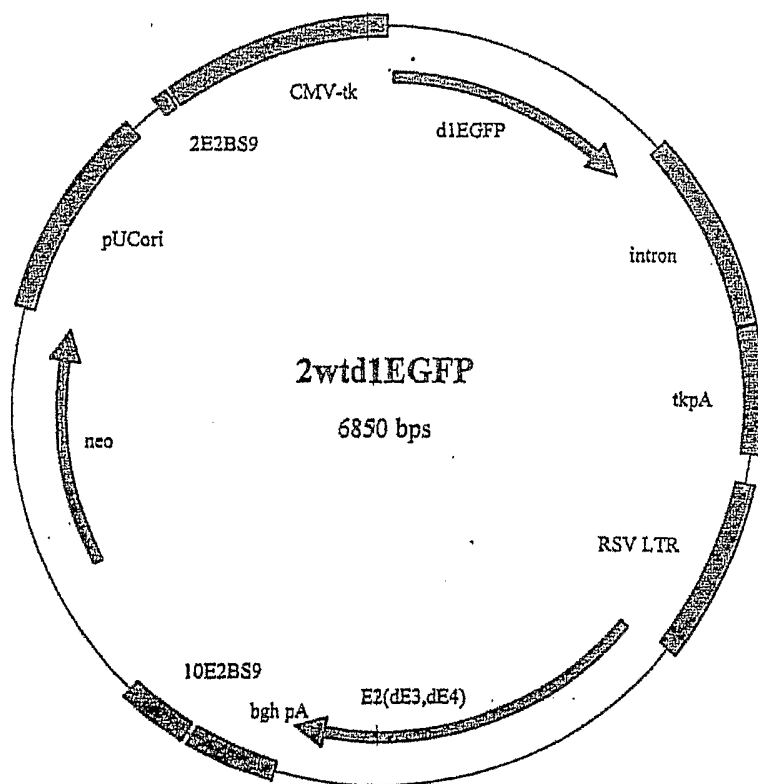 CMV-tk
d1EGFP
2E2BS9
pUCori
intron
2wtd1EGFP
6850 bps
tkpA
neo
RSV LTR
10E2BS9
bgh pA
E2(dE3,dE4)